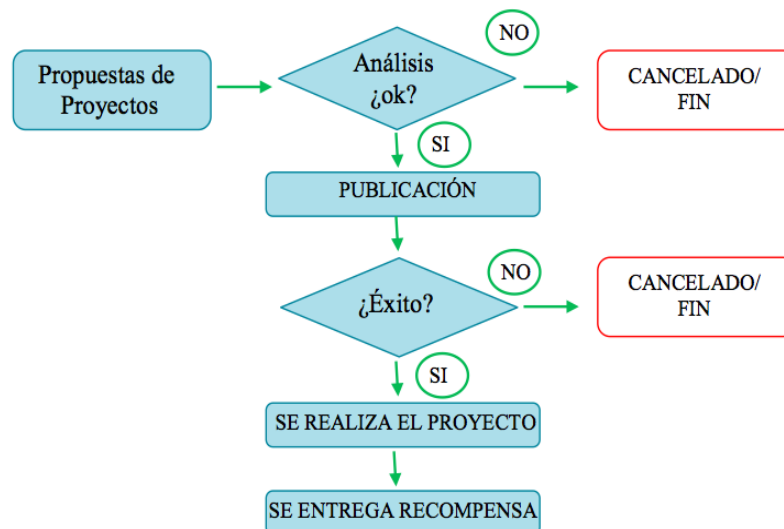 Propuestas de
Proyectos
Análisis
¿ok?
NO
CANCELADO/
FIN
SI
PUBLICACIÓN
¿Éxito?
NO
CANCELADO/
FIN
SI
SE REALIZA EL PROYECTO
SE ENTREGA RECOMPENSA